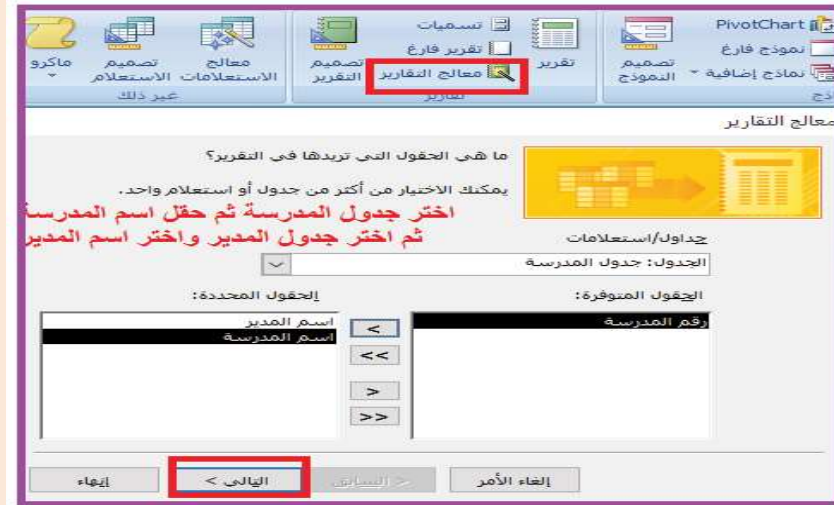 PivotChart
نموذج فارغ
نماذج إضافية
تصميم
النموذج
تقرير
تسميات
تقرير فارغ
معالج التقارير
تصميم
التقرير
معالج
الاستعلامات
تصميم
الاستعلام
ماكرو
تقارير
غير ذلك
معالج التقارير
ما هي الحقول التي تريدها في التقرير؟
يمكنك الاختيار من أكثر من جدول أو استعلام واحد.
اختر جدول المدرسة ثم حقل اسم المدرسة
ثم اختر جدول المدير واختر اسم المدير
جداول/استعلامات
الجدول: جدول المدرسة
الحقول المتوفرة:
الحقول المحددة:
رقم المدرسة
اسم المدير
اسم المدرسة
>
>>
<
<<
إلغاء الأمر
< السابق
التالي >
إنهاء